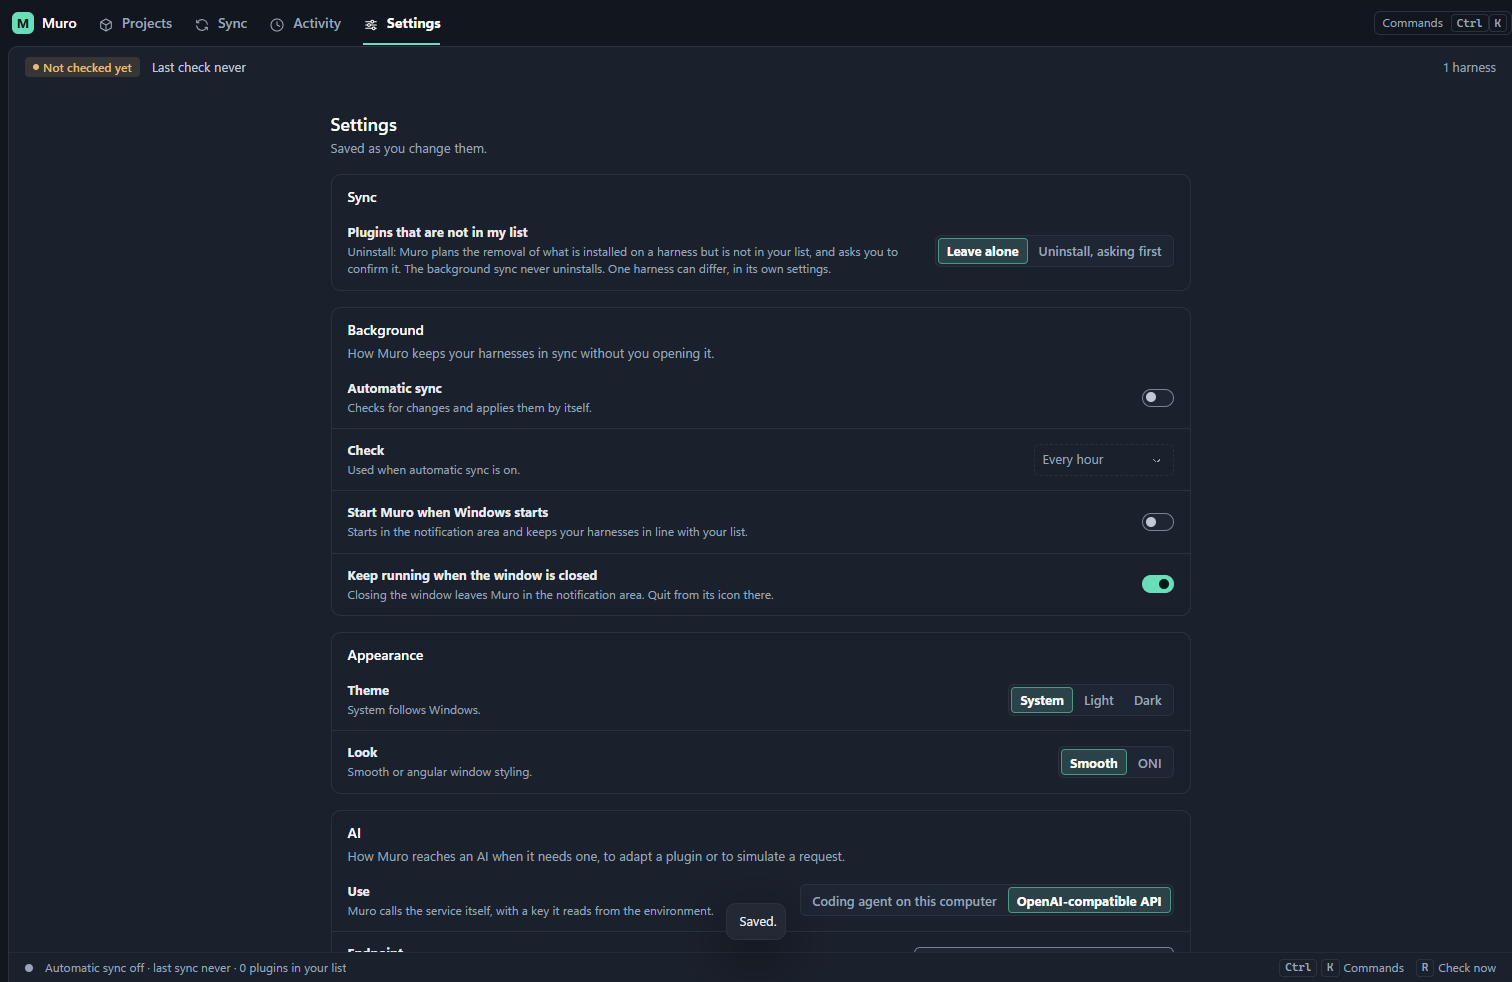 M Muro Projects Sync Activity Settings Commands Ctrl K
Not checked yet Last check never 1 harness
Settings
Saved as you change them.
Sync
Plugins that are not in my list
Uninstall: Muro plans the removal of what is installed on a harness but is not in your list, and asks you to
confirm it. The background sync never uninstalls. One harness can differ, in its own settings.
Leave alone Uninstall, asking first
Background
How Muro keeps your harnesses in sync without you opening it.
Automatic sync
Checks for changes and applies them by itself.
Check
Used when automatic sync is on.
Every hour
Start Muro when Windows starts
Starts in the notification area and keeps your harnesses in line with your list.
Keep running when the window is closed
Closing the window leaves Muro in the notification area. Quit from its icon there.
Appearance
Theme
System follows Windows.
System Light Dark
Look
Smooth or angular window styling.
Smooth ONI
AI
How Muro reaches an AI when it needs one, to adapt a plugin or to simulate a request.
Use
Muro calls the service itself, with a key it reads from the environment.
Coding agent on this computer OpenAI-compatible API
Saved.
Endpoint
Automatic sync off · last sync never · 0 plugins in your list Ctrl K Commands R Check now